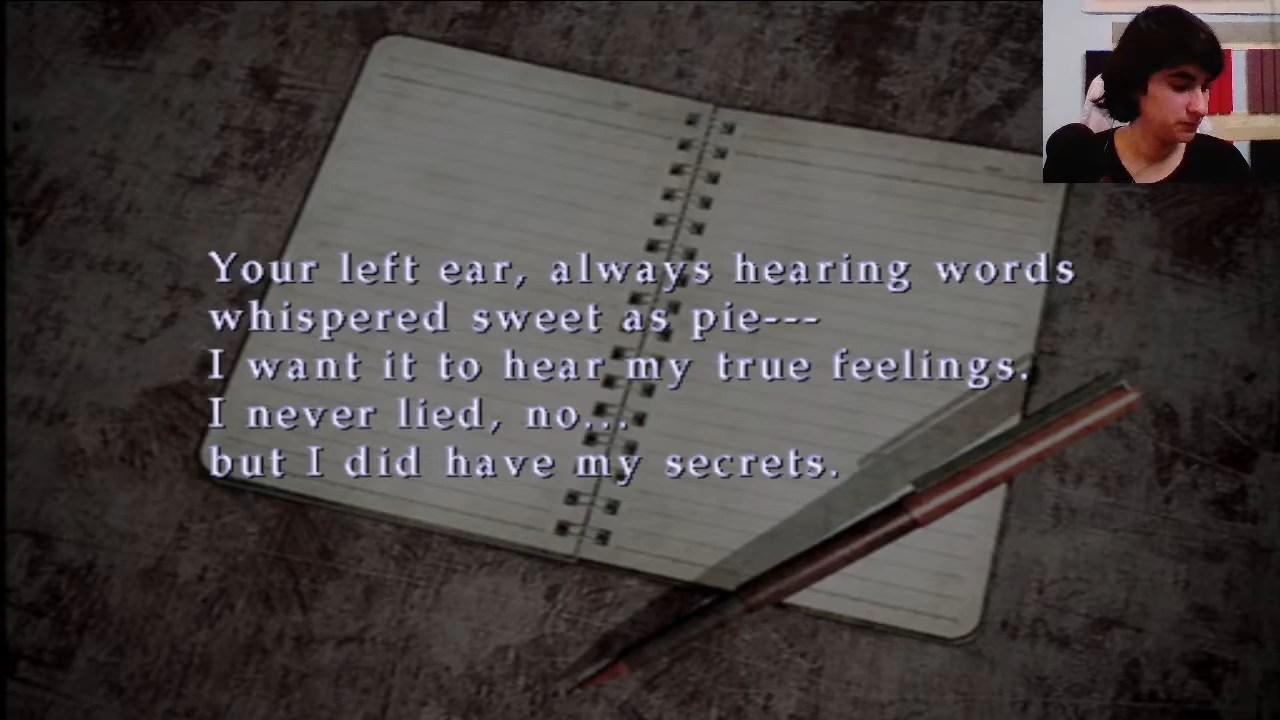 Your left ear, always hearing words
whispered sweet as pie---
I want it to hear my true feelings.
I never lied, no...
but I did have my secrets.